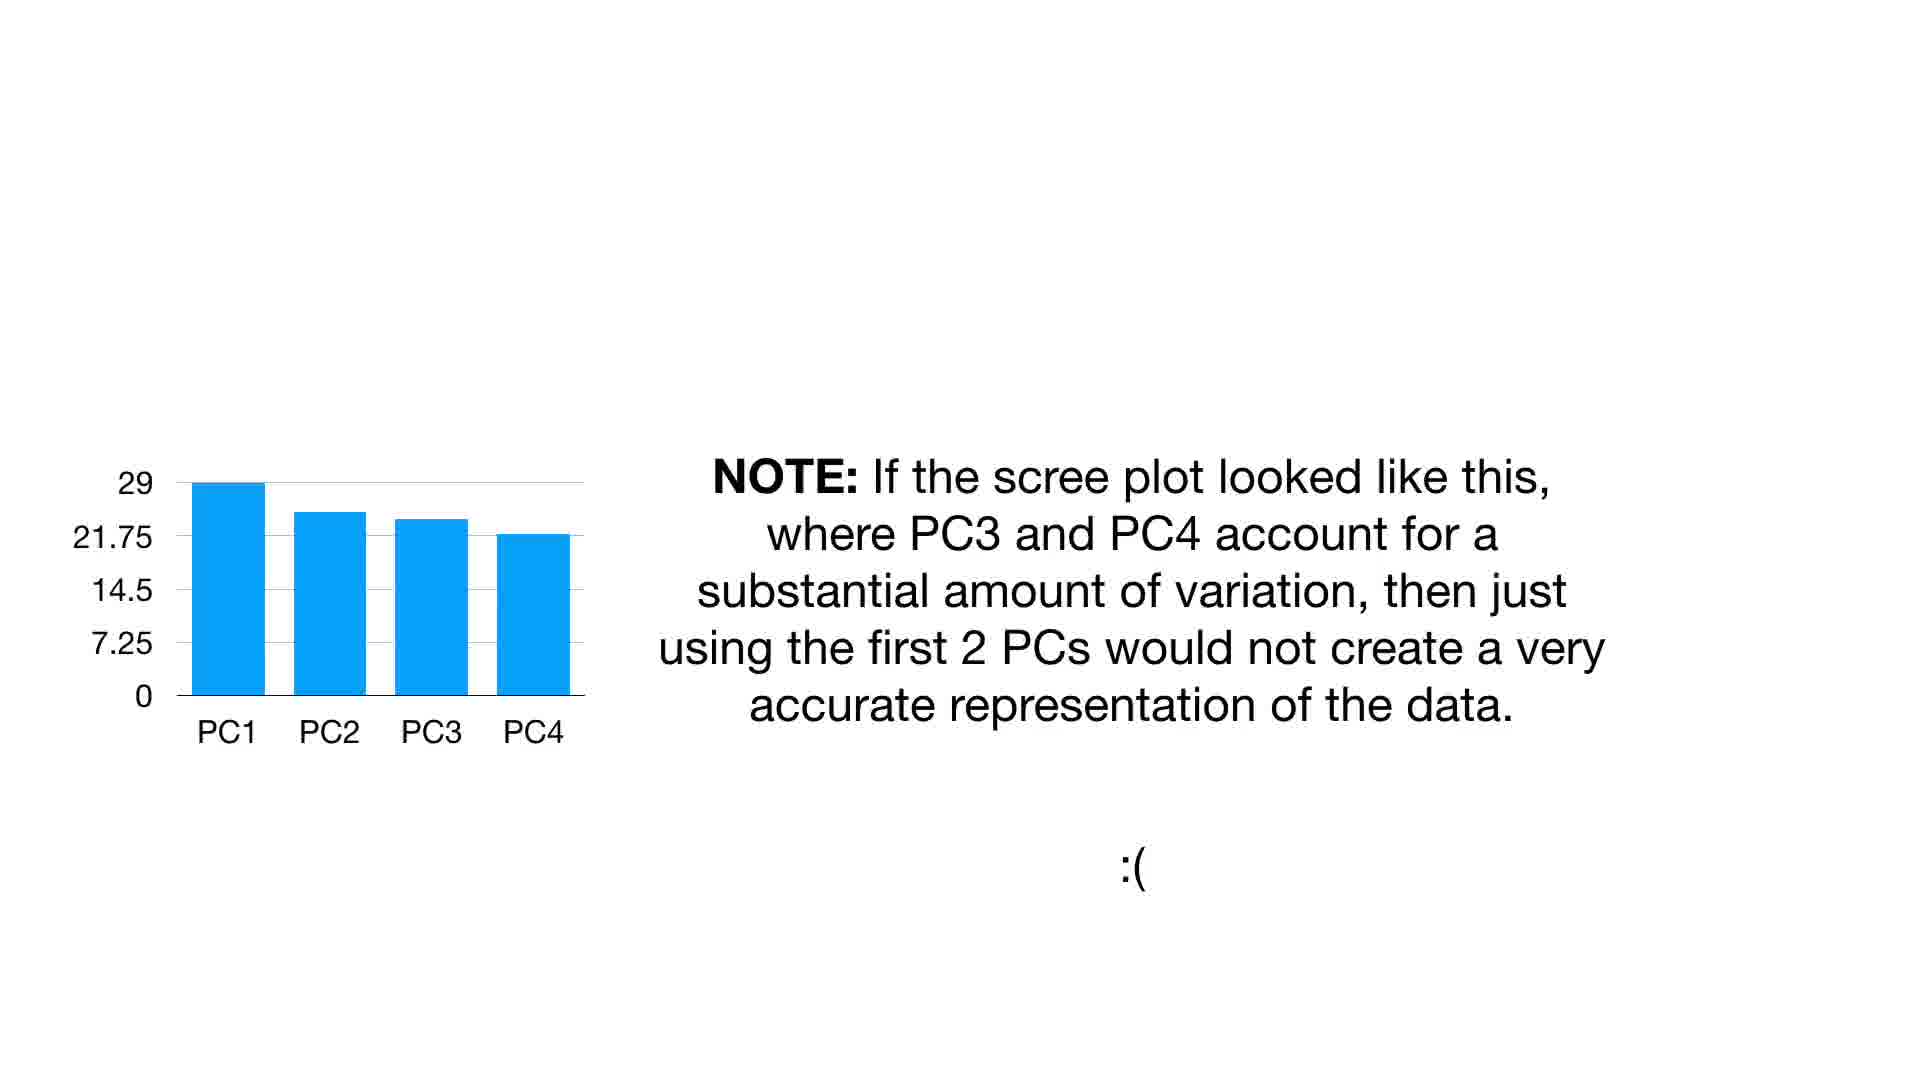 29
21.75
14.5
7.25
0
PC1 PC2 PC3 PC4
NOTE: If the scree plot looked like this,
where PC3 and PC4 account for a
substantial amount of variation, then just
using the first 2 PCs would not create a very
accurate representation of the data.
:(